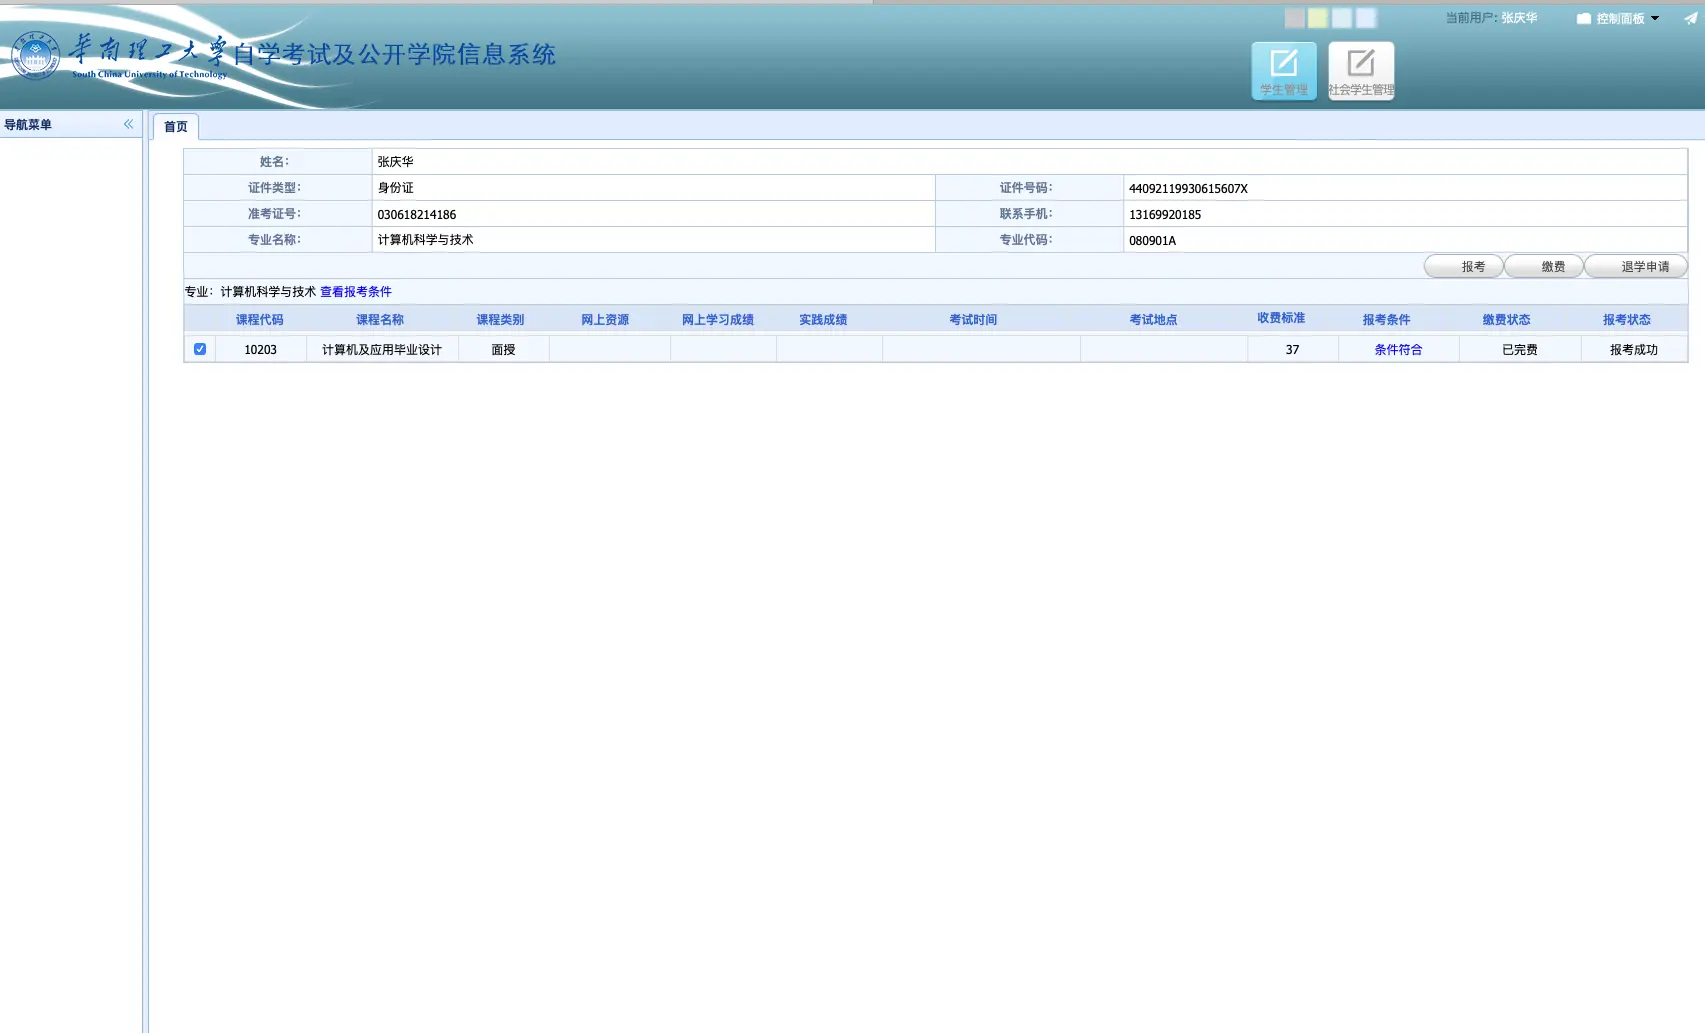 当前用户: 张庆华 控制面板
华南理工大学 自学考试及公开学院信息系统
South China University of Technology
学生管理 社会学生管理
导航菜单 首页
姓名: 张庆华
证件类型: 身份证 证件号码: 44092119930615607X
准考证号: 030618214186 联系手机: 13169920185
专业名称: 计算机科学与技术 专业代码: 080901A
报考 缴费 退学申请
专业: 计算机科学与技术 查看报考条件
课程代码 课程名称 课程类别 网上资源 网上学习成绩 实践成绩 考试时间 考试地点 收费标准 报考条件 缴费状态 报考状态
10203 计算机及应用毕业设计 面授 37 条件符合 已完费 报考成功